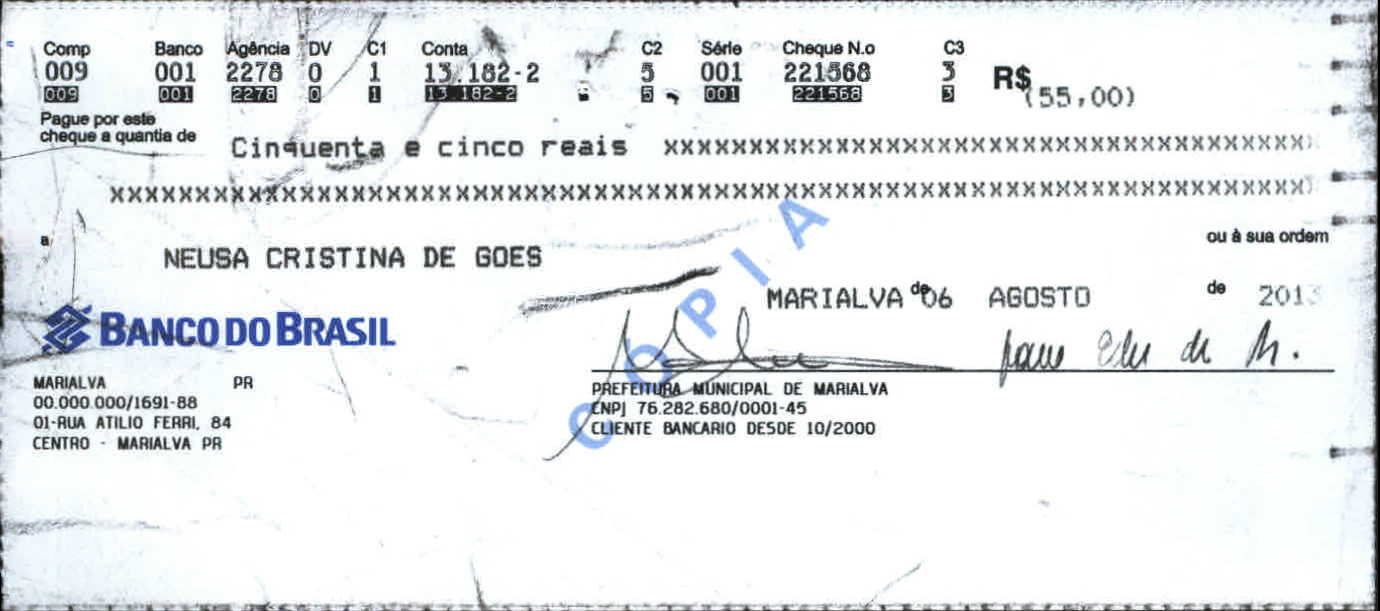 Comp Banco Agência DV C1 Conta C2 Série Cheque N.o C3
009 001 2278 0 1 13.182-2 5 001 221568 3 R$ (55,00)
009 001 2278 0 1 13.182-2 5 001 221568 3
Pague por este
cheque a quantia de Cinquenta e cinco reais xxxxxxxxxxxxxxxxxxxxxxxxxxxxxxxxxxxxxxxxxxxxx
xxxxxxxxxxxxxxxxxxxxxxxxxxxxxxxxxxxxxxxxxxxxxxxxxxxxxxxxxxxxxxxxxxxxxxxxxxxxxxxxxxx
a NEUSA CRISTINA DE GOES ou à sua ordem
MARIALVA de 06 AGOSTO de 2013
BANCO DO BRASIL
MARIALVA PR
00.000.000/1691-88
01-RUA ATILIO FERRI, 84
CENTRO - MARIALVA PR
PREFEITURA MUNICIPAL DE MARIALVA
CNPJ 76.282.680/0001-45
CLIENTE BANCARIO DESDE 10/2000
COPIA